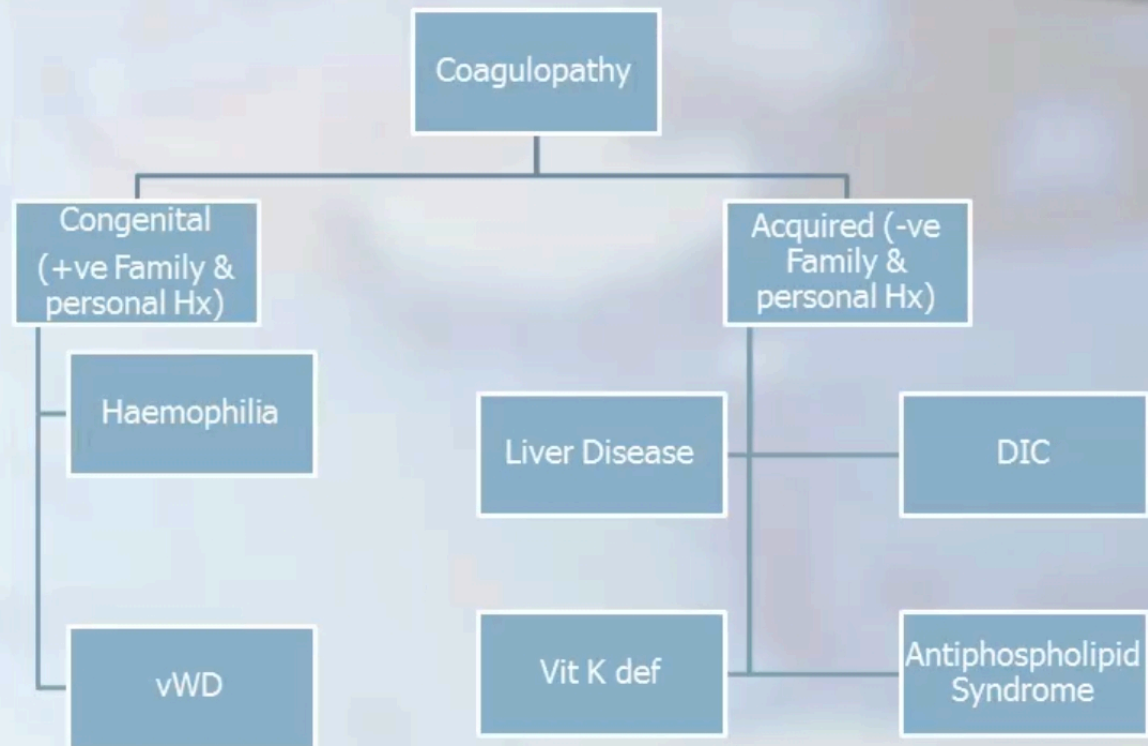 Coagulopathy
Congenital
(+ve Family &
personal Hx)
Haemophilia
vWD
Acquired (-ve
Family &
personal Hx)
Liver Disease
DIC
Vit K def
Antiphospholipid
Syndrome